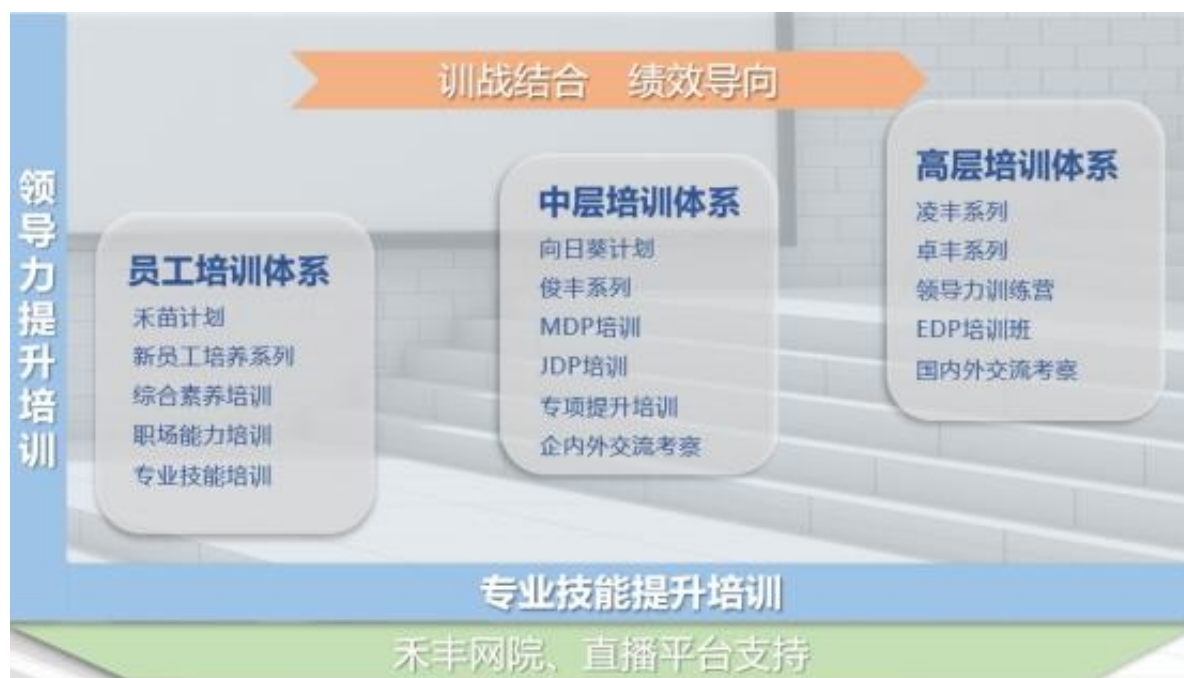 训战结合 绩效导向
领导力提升培训
员工培训体系
禾苗计划
新员工培养系列
综合素养培训
职场能力培训
专业技能培训
中层培训体系
向日葵计划
俊丰系列
MDP培训
JDP培训
专项提升培训
企内外交流考察
高层培训体系
凌丰系列
卓丰系列
领导力训练营
EDP培训班
国内外交流考察
专业技能提升培训
禾丰网院、直播平台支持